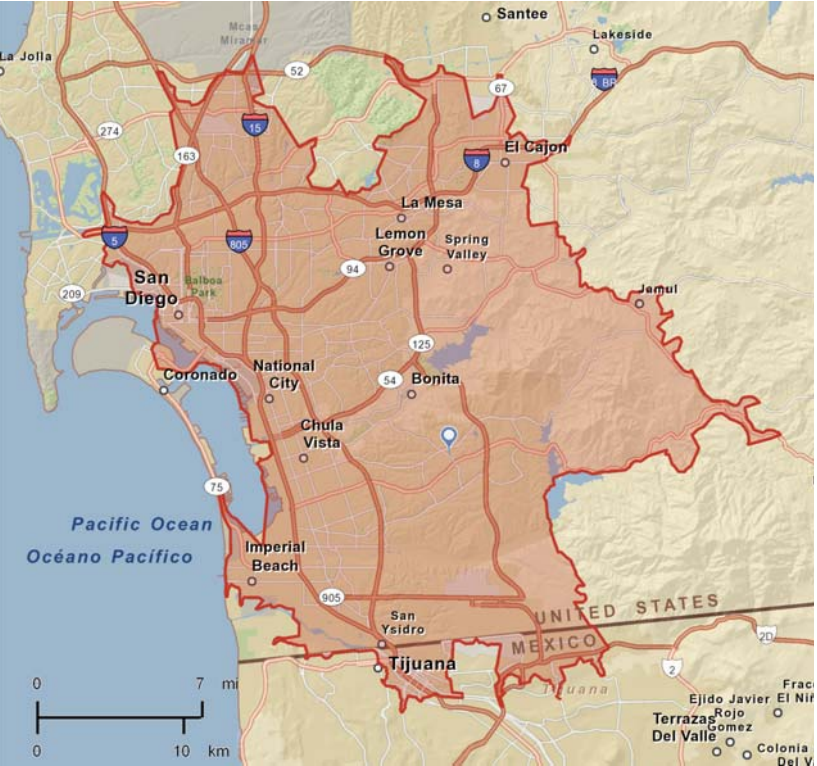 Santee
Mcas
Miramar
Lakeside
La Jolla
52
67
8 BR
274
15
163
El Cajon
8
La Mesa
5
805
Lemon
Grove
Spring
Valley
94
San
Diego
Balboa
Park
209
Jamul
125
Coronado
National
City
54
Bonita
Chula
Vista
75
Pacific Ocean
Océano Pacífico
Imperial
Beach
905
San
Ysidro
UNITED STATES
MEXICO
2D
Tijuana
2
Tijuana
0
7 mi
0
10 km
Ejido Javier
Rojo
Gomez
Terrazas
Del Valle
Colonia